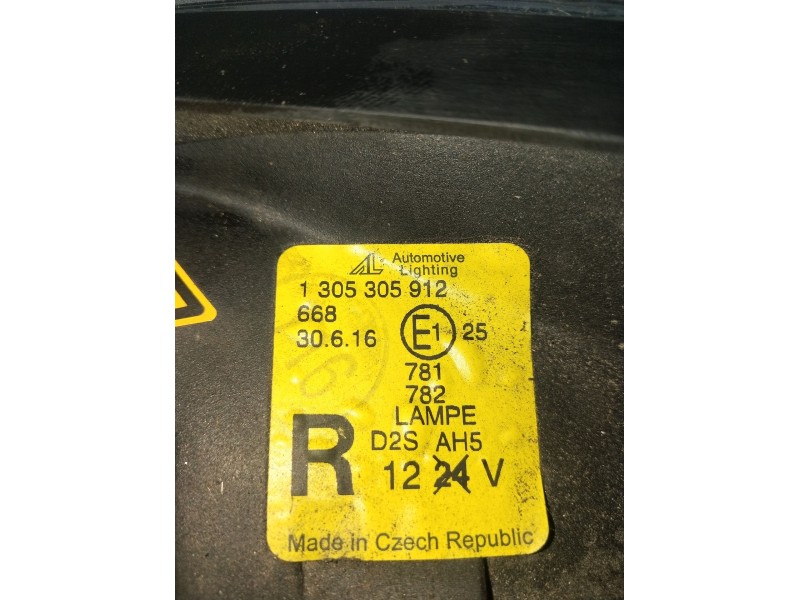 AL Automotive
Lighting
1 305 305 912
668
30.6.16 E1 25
781
782
LAMPE
R D2S AH5
12 24 V
Made in Czech Republic